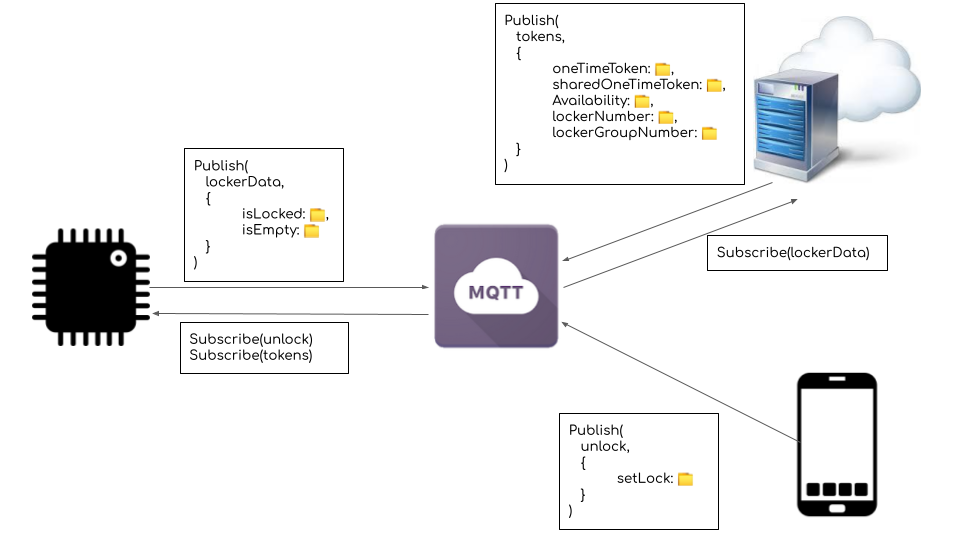 Publish(
tokens,
{
oneTimeToken: 📁,
sharedOneTimeToken: 📁,
Availability: 📁,
lockerNumber: 📁,
lockerGroupNumber: 📁
}
)
Publish(
lockerData,
{
isLocked: 📁,
isEmpty: 📁
}
)
Subscribe(lockerData)
MQTT
Subscribe(unlock)
Subscribe(tokens)
Publish(
unlock,
{
setLock: 📁
}
)